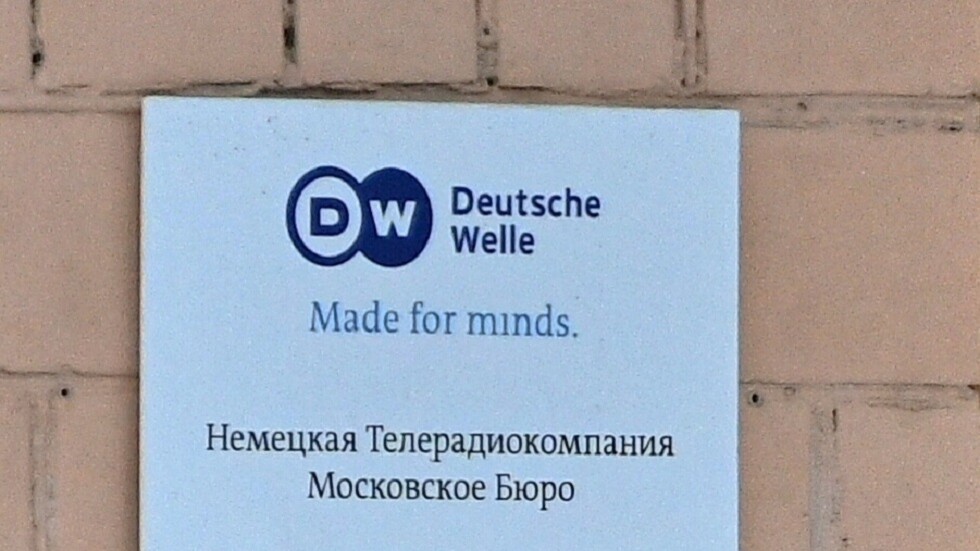 DW Deutsche
Welle
Made for minds.
Немецкая Телерадиокомпания
Московское Бюро